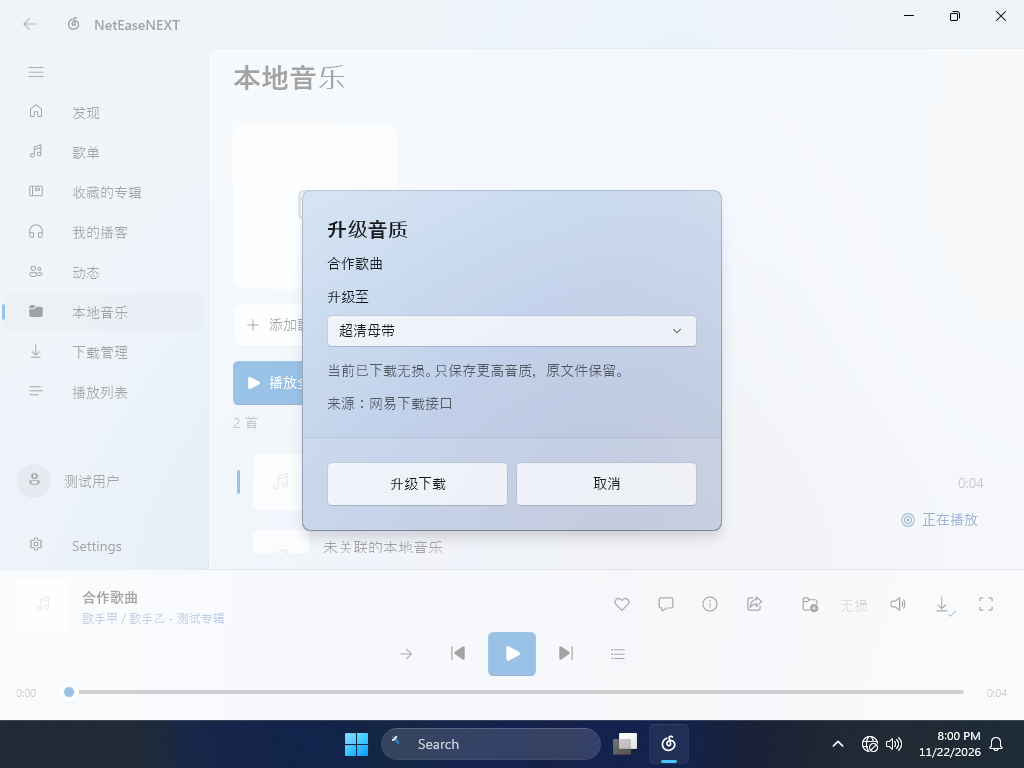 NetEaseNEXT
本地音乐
发现
歌单
收藏的专辑
我的播客
动态
本地音乐
下载管理
播放列表
测试用户
Settings
添加
播放全
2 首
升级音质
合作歌曲
升级至
超清母带
当前已下载无损。只保存更高音质，原文件保留。
来源：网易下载接口
升级下载
取消
0:04
正在播放
未关联的本地音乐
合作歌曲
歌手甲 / 歌手乙 - 测试专辑
无损
0:00
0:04
Search
8:00 PM
11/22/2026